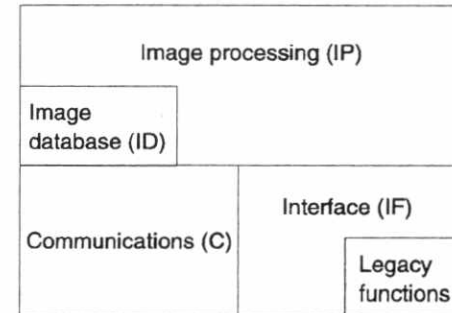 Image processing (IP)
Image
database (ID)
Interface (IF)
Communications (C)
Legacy
functions